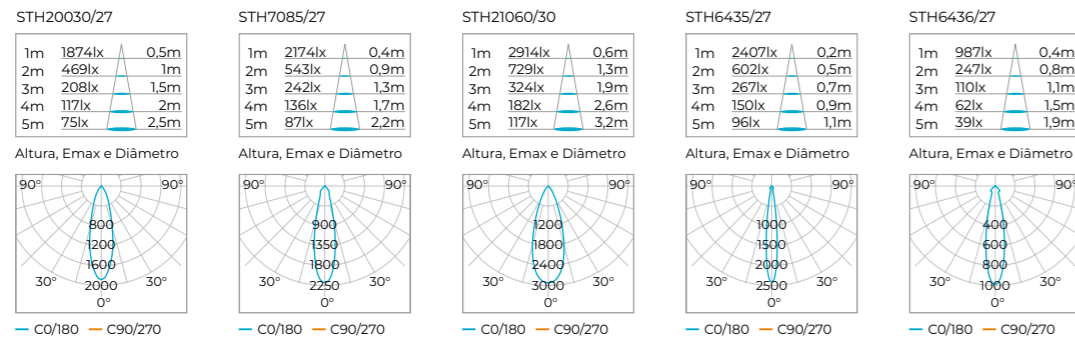 STH20030/27
1m 1874lx 0,5m
2m 469lx 1m
3m 208lx 1,5m
4m 117lx 2m
5m 75lx 2,5m
Altura, Emax e Diâmetro
90° 90°
800
1200
1600
30° 2000 30°
0°
C0/180 C90/270
STH7085/27
1m 2174lx 0,4m
2m 543lx 0,9m
3m 242lx 1,3m
4m 136lx 1,7m
5m 87lx 2,2m
Altura, Emax e Diâmetro
90° 90°
900
1350
1800
30° 2250 30°
0°
C0/180 C90/270
STH21060/30
1m 2914lx 0,6m
2m 729lx 1,3m
3m 324lx 1,9m
4m 182lx 2,6m
5m 117lx 3,2m
Altura, Emax e Diâmetro
90° 90°
1200
1800
2400
30° 3000 30°
0°
C0/180 C90/270
STH6435/27
1m 2407lx 0,2m
2m 602lx 0,5m
3m 267lx 0,7m
4m 150lx 0,9m
5m 96lx 1,1m
Altura, Emax e Diâmetro
90° 90°
1000
1500
2000
30° 2500 30°
0°
C0/180 C90/270
STH6436/27
1m 987lx 0,4m
2m 247lx 0,8m
3m 110lx 1,1m
4m 62lx 1,5m
5m 39lx 1,9m
Altura, Emax e Diâmetro
90° 90°
400
600
800
30° 1000 30°
0°
C0/180 C90/270